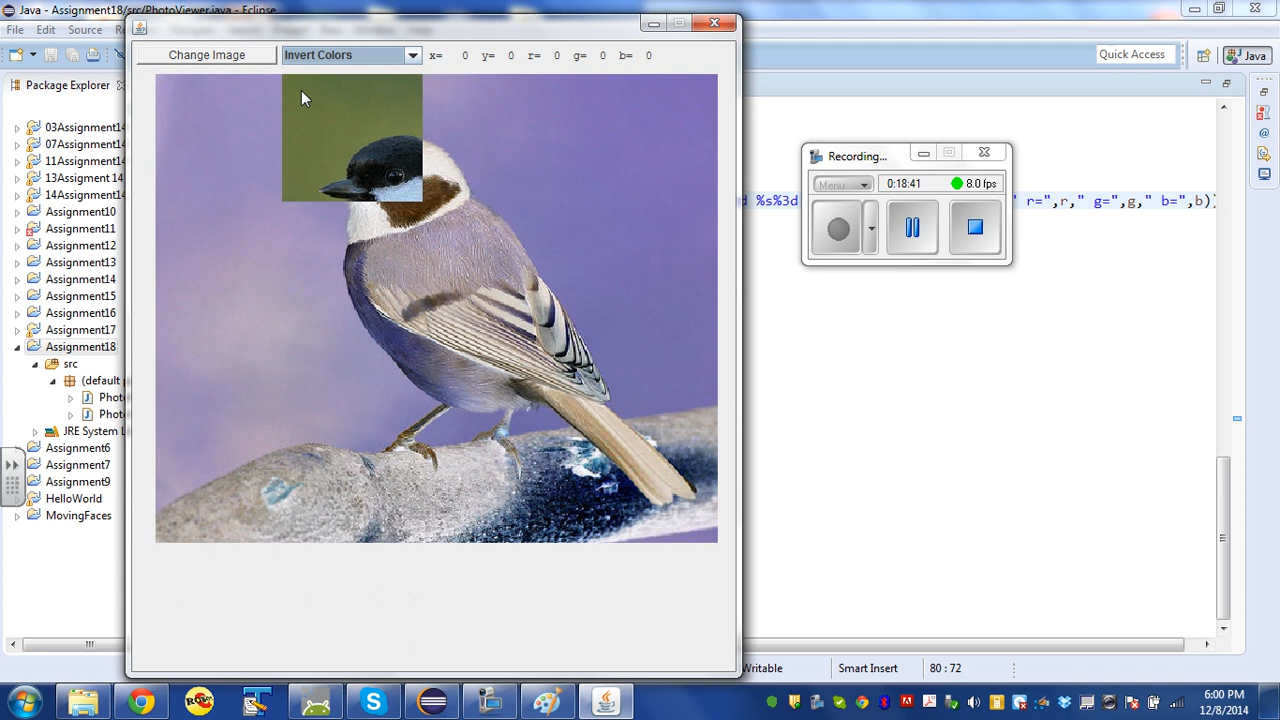 Java - Assignment18/src/PhotoViewer.java - Eclipse
File Edit Source
Quick Access
Java
Package Explorer
03Assignment14
07Assignment14
11Assignment14
13Assignment 14
14Assignment14
Assignment10
Assignment11
Assignment12
Assignment13
Assignment14
Assignment15
Assignment16
Assignment17
Assignment18
src
(default p
Photo
Photo
JRE System L
Assignment6
Assignment7
Assignment9
HelloWorld
MovingFaces
Change Image
Invert Colors
x= 0 y= 0 r= 0 g= 0 b= 0
d %s%3d
" r=",r," g=",g," b=",b))
Recording...
Menu
0:18:41
8.0 fps
Writable
Smart Insert
80 : 72
6:00 PM
12/8/2014